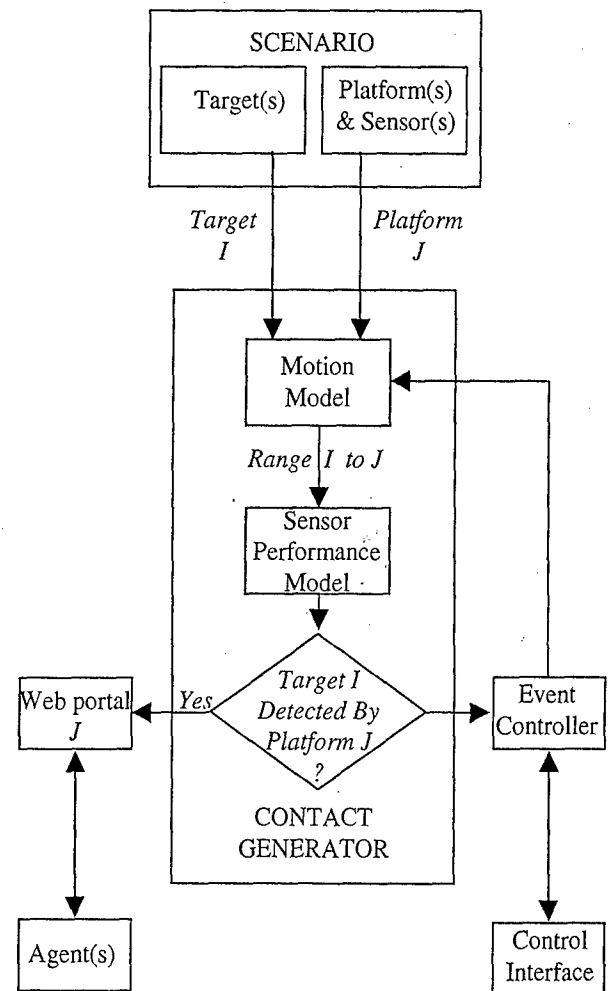 SCENARIO
Target(s)
Platform(s)
& Sensor(s)
Target
I
Platform
J
Motion
Model
Range I to J
Sensor
Performance
Model
Target I
Detected By
Platform J
?
Yes
Web portal
J
Event
Controller
CONTACT
GENERATOR
Agent(s)
Control
Interface